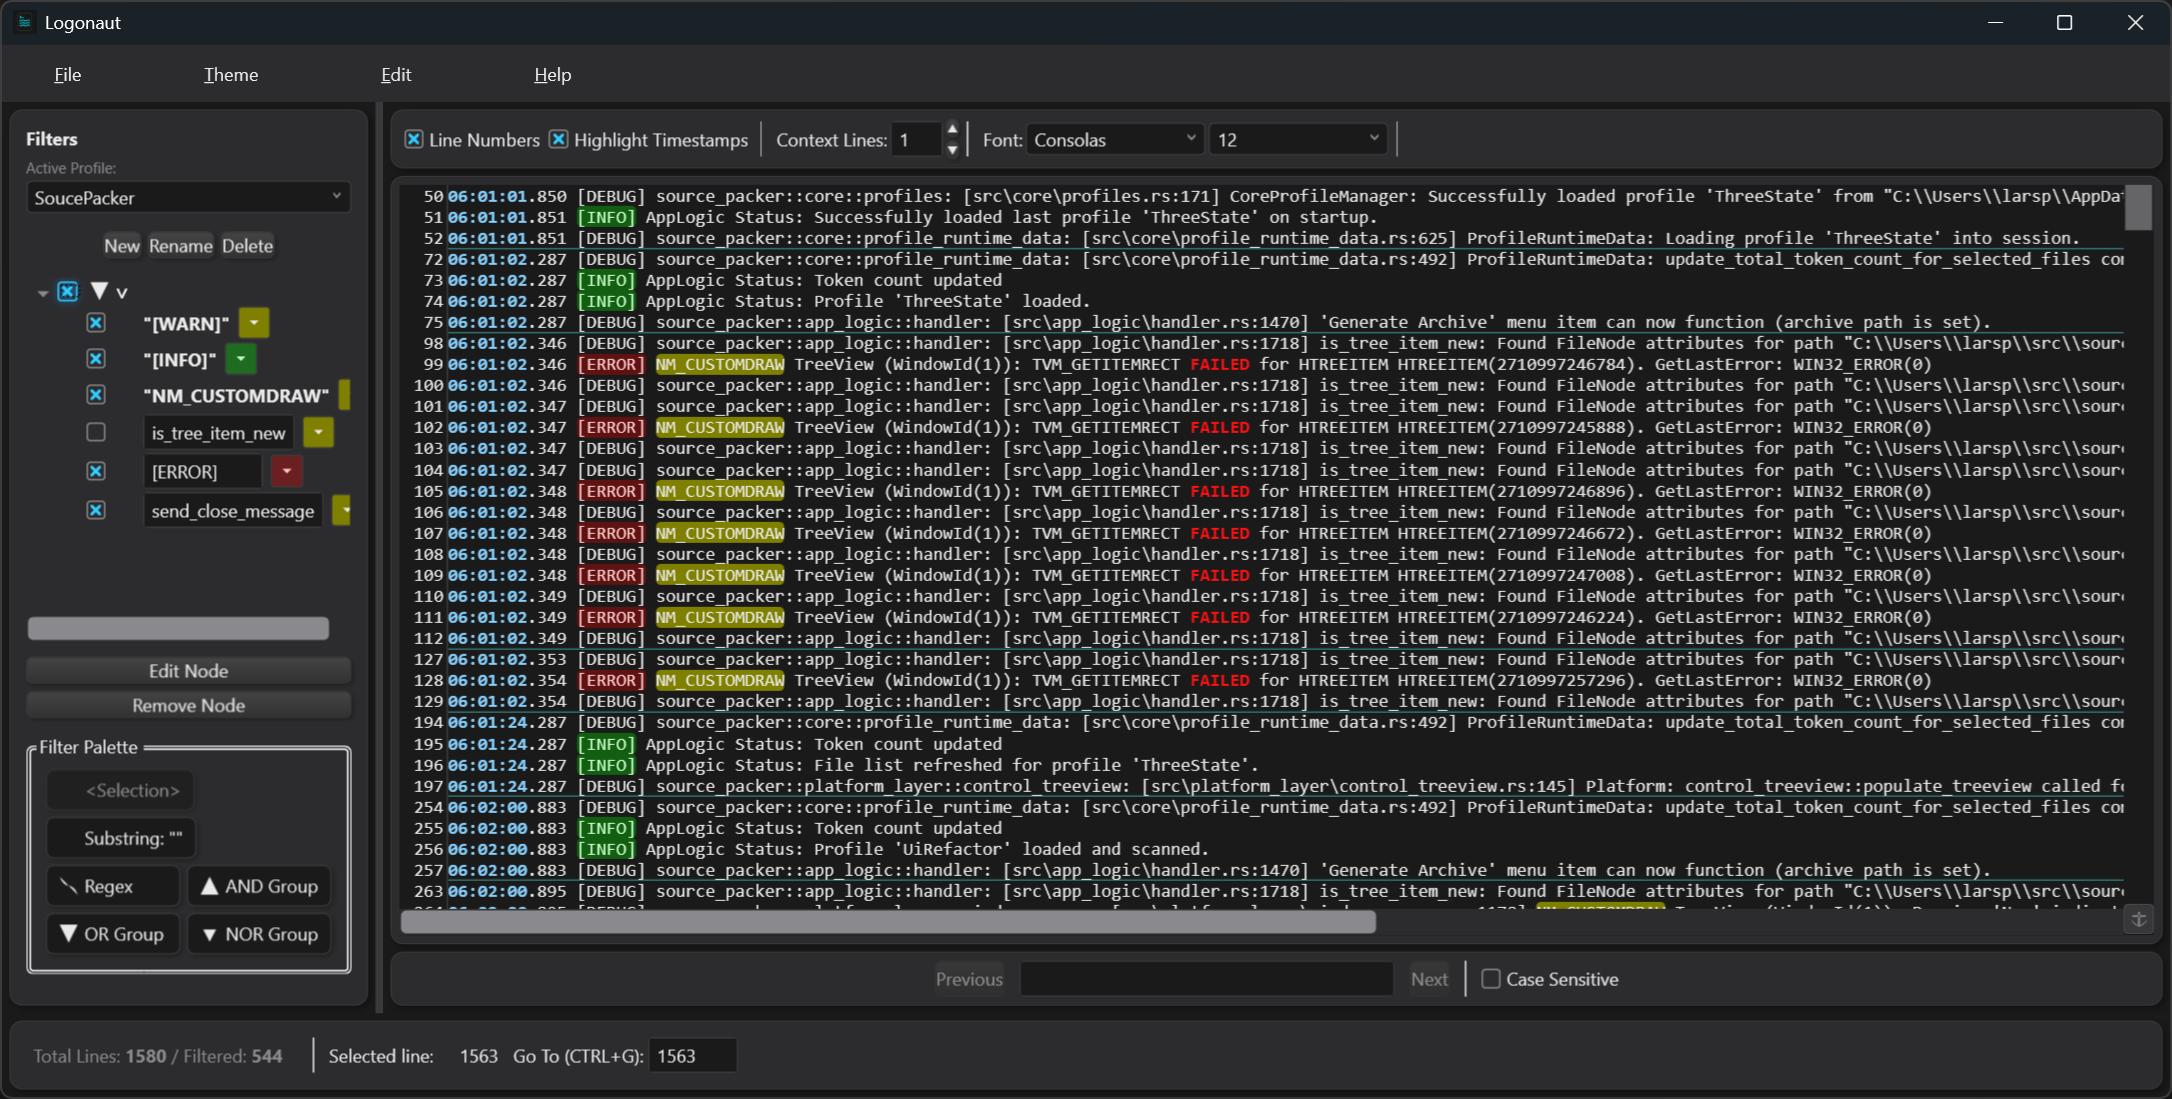 Logonaut
File Theme Edit Help
Filters
Active Profile:
SoucePacker
New Rename Delete
v
"[WARN]"
"[INFO]"
"NM_CUSTOMDRAW"
is_tree_item_new
[ERROR]
send_close_message
Edit Node
Remove Node
Filter Palette
<Selection>
Substring: ""
Regex AND Group
OR Group NOR Group
Line Numbers Highlight Timestamps Context Lines: 1 Font: Consolas 12
50 06:01:01.850 [DEBUG] source_packer::core::profiles: [src\core\profiles.rs:171] CoreProfileManager: Successfully loaded profile 'ThreeState' from "C:\\Users\\larsp\\AppDa
51 06:01:01.851 [INFO] AppLogic Status: Successfully loaded last profile 'ThreeState' on startup.
52 06:01:01.851 [DEBUG] source_packer::core::profile_runtime_data: [src\core\profile_runtime_data.rs:625] ProfileRuntimeData: Loading profile 'ThreeState' into session.
72 06:01:02.287 [DEBUG] source_packer::core::profile_runtime_data: [src\core\profile_runtime_data.rs:492] ProfileRuntimeData: update_total_token_count_for_selected_files co
73 06:01:02.287 [INFO] AppLogic Status: Token count updated
74 06:01:02.287 [INFO] AppLogic Status: Profile 'ThreeState' loaded.
75 06:01:02.287 [DEBUG] source_packer::app_logic::handler: [src\app_logic\handler.rs:1470] 'Generate Archive' menu item can now function (archive path is set).
98 06:01:02.346 [DEBUG] source_packer::app_logic::handler: [src\app_logic\handler.rs:1718] is_tree_item_new: Found FileNode attributes for path "C:\\Users\\larsp\\src\\sour
99 06:01:02.346 [ERROR] NM_CUSTOMDRAW TreeView (WindowId(1)): TVM_GETITEMRECT FAILED for HTREEITEM HTREEITEM(2710997246784). GetLastError: WIN32_ERROR(0)
100 06:01:02.346 [DEBUG] source_packer::app_logic::handler: [src\app_logic\handler.rs:1718] is_tree_item_new: Found FileNode attributes for path "C:\\Users\\larsp\\src\\sour
101 06:01:02.347 [DEBUG] source_packer::app_logic::handler: [src\app_logic\handler.rs:1718] is_tree_item_new: Found FileNode attributes for path "C:\\Users\\larsp\\src\\sour
102 06:01:02.347 [ERROR] NM_CUSTOMDRAW TreeView (WindowId(1)): TVM_GETITEMRECT FAILED for HTREEITEM HTREEITEM(2710997245888). GetLastError: WIN32_ERROR(0)
103 06:01:02.347 [DEBUG] source_packer::app_logic::handler: [src\app_logic\handler.rs:1718] is_tree_item_new: Found FileNode attributes for path "C:\\Users\\larsp\\src\\sour
104 06:01:02.347 [DEBUG] source_packer::app_logic::handler: [src\app_logic\handler.rs:1718] is_tree_item_new: Found FileNode attributes for path "C:\\Users\\larsp\\src\\sour
105 06:01:02.348 [ERROR] NM_CUSTOMDRAW TreeView (WindowId(1)): TVM_GETITEMRECT FAILED for HTREEITEM HTREEITEM(2710997246896). GetLastError: WIN32_ERROR(0)
106 06:01:02.348 [DEBUG] source_packer::app_logic::handler: [src\app_logic\handler.rs:1718] is_tree_item_new: Found FileNode attributes for path "C:\\Users\\larsp\\src\\sour
107 06:01:02.348 [ERROR] NM_CUSTOMDRAW TreeView (WindowId(1)): TVM_GETITEMRECT FAILED for HTREEITEM HTREEITEM(2710997246672). GetLastError: WIN32_ERROR(0)
108 06:01:02.348 [DEBUG] source_packer::app_logic::handler: [src\app_logic\handler.rs:1718] is_tree_item_new: Found FileNode attributes for path "C:\\Users\\larsp\\src\\sour
109 06:01:02.348 [ERROR] NM_CUSTOMDRAW TreeView (WindowId(1)): TVM_GETITEMRECT FAILED for HTREEITEM HTREEITEM(2710997247008). GetLastError: WIN32_ERROR(0)
110 06:01:02.349 [DEBUG] source_packer::app_logic::handler: [src\app_logic\handler.rs:1718] is_tree_item_new: Found FileNode attributes for path "C:\\Users\\larsp\\src\\sour
111 06:01:02.349 [ERROR] NM_CUSTOMDRAW TreeView (WindowId(1)): TVM_GETITEMRECT FAILED for HTREEITEM HTREEITEM(2710997246224). GetLastError: WIN32_ERROR(0)
112 06:01:02.349 [DEBUG] source_packer::app_logic::handler: [src\app_logic\handler.rs:1718] is_tree_item_new: Found FileNode attributes for path "C:\\Users\\larsp\\src\\sour
127 06:01:02.353 [DEBUG] source_packer::app_logic::handler: [src\app_logic\handler.rs:1718] is_tree_item_new: Found FileNode attributes for path "C:\\Users\\larsp\\src\\sour
128 06:01:02.354 [ERROR] NM_CUSTOMDRAW TreeView (WindowId(1)): TVM_GETITEMRECT FAILED for HTREEITEM HTREEITEM(2710997257296). GetLastError: WIN32_ERROR(0)
129 06:01:02.354 [DEBUG] source_packer::app_logic::handler: [src\app_logic\handler.rs:1718] is_tree_item_new: Found FileNode attributes for path "C:\\Users\\larsp\\src\\sour
194 06:01:24.287 [DEBUG] source_packer::core::profile_runtime_data: [src\core\profile_runtime_data.rs:492] ProfileRuntimeData: update_total_token_count_for_selected_files co
195 06:01:24.287 [INFO] AppLogic Status: Token count updated
196 06:01:24.287 [INFO] AppLogic Status: File list refreshed for profile 'ThreeState'.
197 06:01:24.287 [DEBUG] source_packer::platform_layer::control_treeview: [src\platform_layer\control_treeview.rs:145] Platform: control_treeview::populate_treeview called f
254 06:02:00.883 [DEBUG] source_packer::core::profile_runtime_data: [src\core\profile_runtime_data.rs:492] ProfileRuntimeData: update_total_token_count_for_selected_files co
255 06:02:00.883 [INFO] AppLogic Status: Token count updated
256 06:02:00.883 [INFO] AppLogic Status: Profile 'UiRefactor' loaded and scanned.
257 06:02:00.883 [DEBUG] source_packer::app_logic::handler: [src\app_logic\handler.rs:1470] 'Generate Archive' menu item can now function (archive path is set).
263 06:02:00.895 [DEBUG] source_packer::app_logic::handler: [src\app_logic\handler.rs:1718] is_tree_item_new: Found FileNode attributes for path "C:\\Users\\larsp\\src\\sour
Previous Next Case Sensitive
Total Lines: 1580 / Filtered: 544 Selected line: 1563 Go To (CTRL+G): 1563